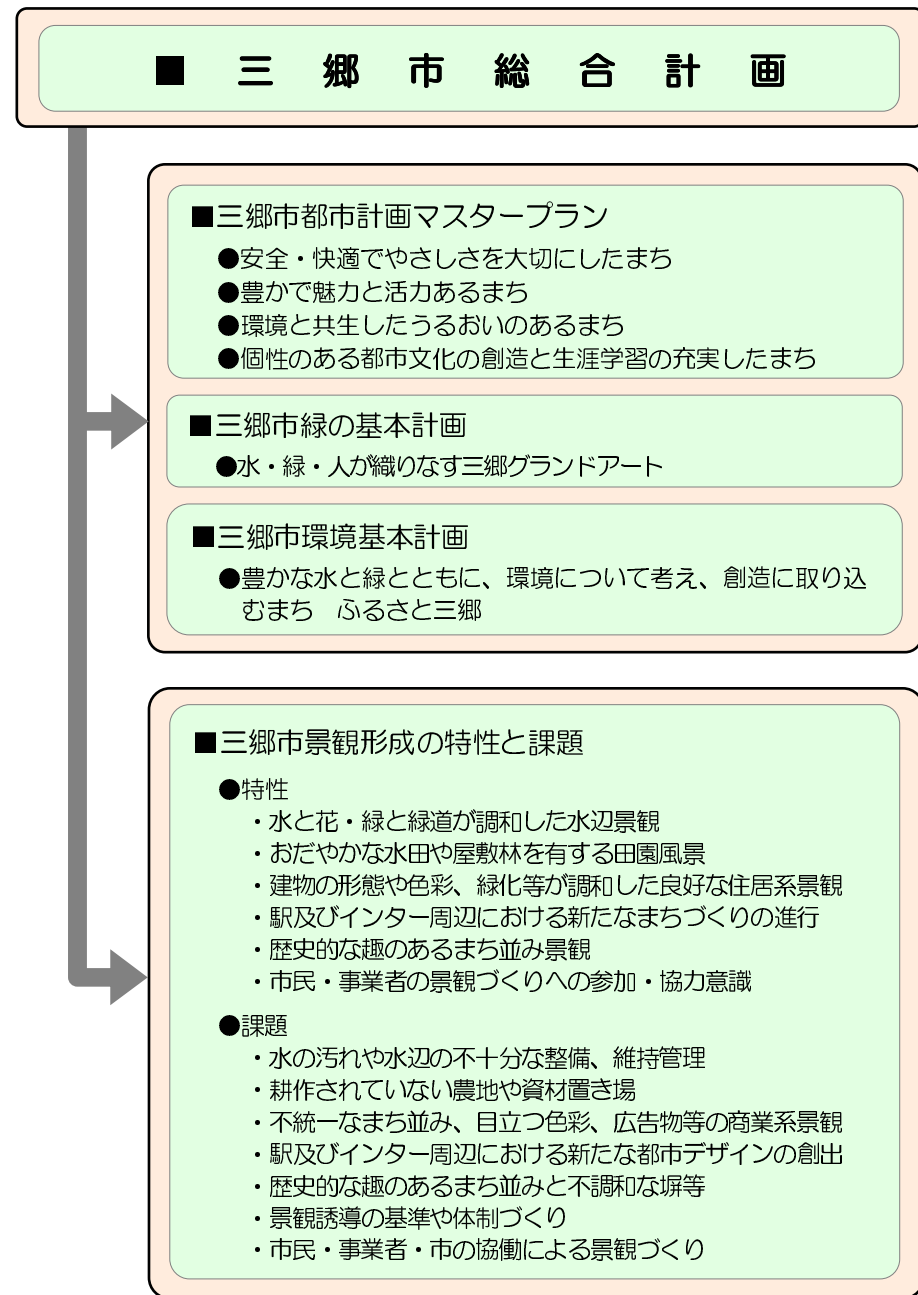 ■ 三 郷 市 総 合 計 画
■三郷市都市計画マスタープラン
●安全・快適でやさしさを大切にしたまち
●豊かで魅力と活力あるまち
●環境と共生したうるおいのあるまち
●個性のある都市文化の創造と生涯学習の充実したまち
■三郷市緑の基本計画
●水・緑・人が織りなす三郷グランドアート
■三郷市環境基本計画
●豊かな水と緑とともに、環境について考え、創造に取り込
むまち　ふるさと三郷
■三郷市景観形成の特性と課題
●特性
・水と花・緑と緑道が調和した水辺景観
・おだやかな水田や屋敷林を有する田園風景
・建物の形態や色彩、緑化等が調和した良好な住居系景観
・駅及びインター周辺における新たなまちづくりの進行
・歴史的な趣のあるまち並み景観
・市民・事業者の景観づくりへの参加・協力意識
●課題
・水の汚れや水辺の不十分な整備、維持管理
・耕作されていない農地や資材置き場
・不統一なまち並み、目立つ色彩、広告物等の商業系景観
・駅及びインター周辺における新たな都市デザインの創出
・歴史的な趣のあるまち並みと不調和な塀等
・景観誘導の基準や体制づくり
・市民・事業者・市の協働による景観づくり